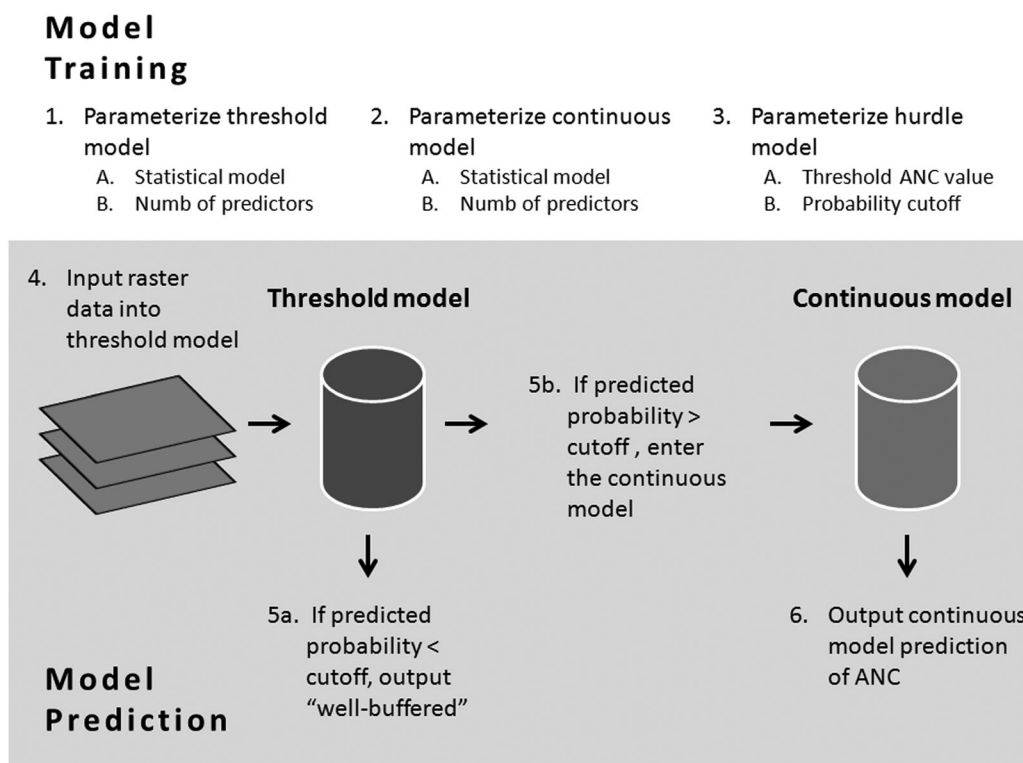 Model
Training
1. Parameterize threshold
model
A. Statistical model
B. Numb of predictors
2. Parameterize continuous
model
A. Statistical model
B. Numb of predictors
3. Parameterize hurdle
model
A. Threshold ANC value
B. Probability cutoff
4. Input raster
data into
threshold model
Threshold model
5b. If predicted
probability >
cutoff , enter
the continuous
model
Continuous model
5a. If predicted
probability <
cutoff, output
“well-buffered”
6. Output continuous
model prediction
of ANC
Model
Prediction